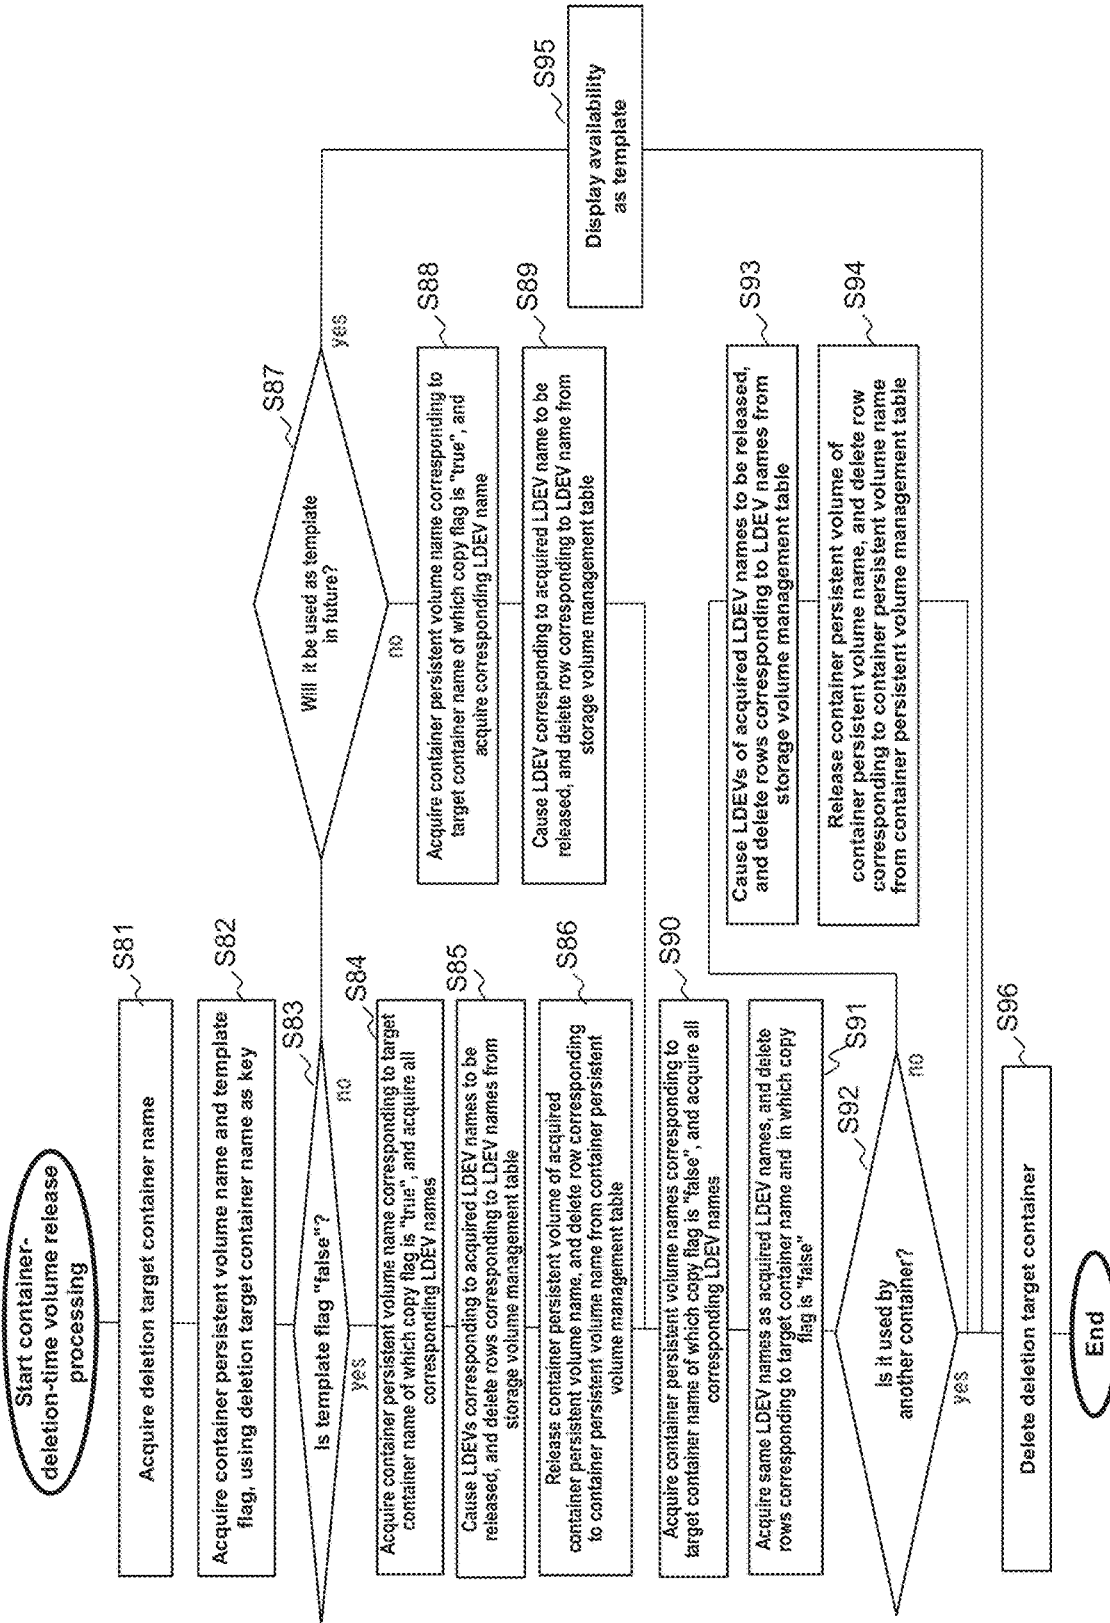 Start container-
deletion-time volume release
processing
S81
Acquire deletion target container name
S82
Acquire container persistent volume name and template
flag, using deletion target container name as key
S83
Is template flag "false"?
yes
no
S84
Acquire container persistent volume name corresponding to target
container name of which copy flag is "true", and acquire all
corresponding LDEV names
S85
Cause LDEVs corresponding to acquired LDEV names to be
released, and delete rows corresponding to LDEV names from
storage volume management table
S86
Release container persistent volume of acquired
container persistent volume name, and delete row corresponding
to container persistent volume name from container persistent
volume management table
S87
Will it be used as template
in future?
yes
no
S88
Acquire container persistent volume name corresponding to
target container name of which copy flag is "true", and
acquire corresponding LDEV name
S89
Cause LDEV corresponding to acquired LDEV name to be
released, and delete row corresponding to LDEV name from
storage volume management table
S90
Acquire container persistent volume names corresponding to
target container name of which copy flag is "false", and acquire all
corresponding LDEV names
S91
Acquire same LDEV names as acquired LDEV names, and delete
rows corresponding to target container name and in which copy
flag is "false"
S92
Is it used by
another container?
yes
no
S93
Cause LDEVs of acquired LDEV names to be released,
and delete rows corresponding to LDEV names from
storage volume management table
S94
Release container persistent volume of
container persistent volume name, and delete row
corresponding to container persistent volume name
from container persistent volume management table
S95
Display availability
as template
S96
Delete deletion target container
End